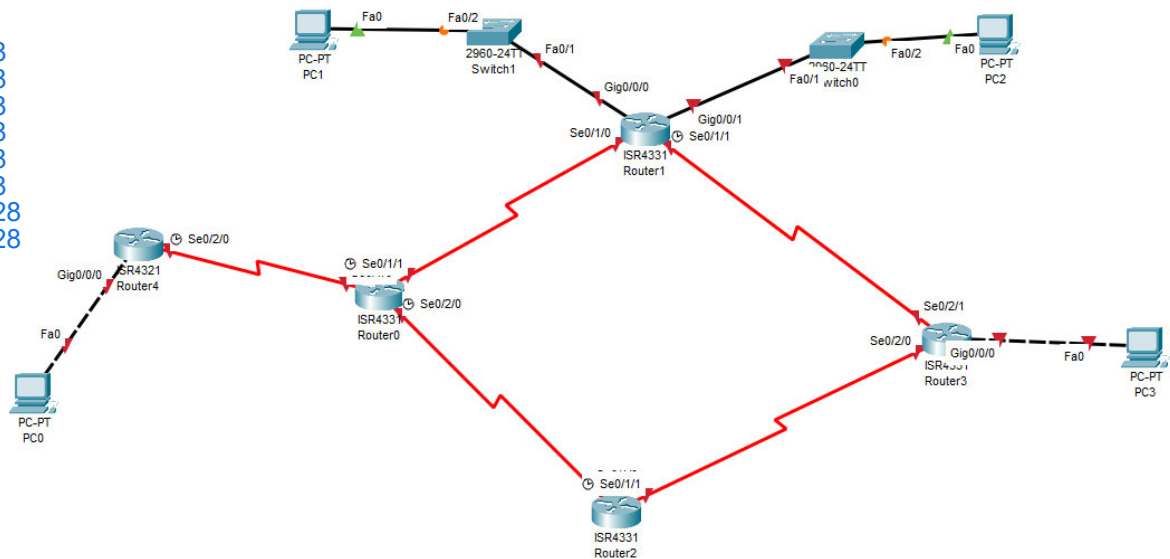 3
3
3
3
3
3
28
28
Fa0
Fa0/2
PC-PT
PC1
2960-24TT
Switch1
Fa0/1
Gig0/0/0
Fa0/1
Fa0/2
Fa0
PC-PT
PC2
Gig0/0/1
Se0/1/0
Se0/1/1
ISR4331
Router1
Se0/2/0
Gig0/0/0
Router4
Fa0
PC-PT
PC0
Se0/1/1
Se0/2/0
ISR4331
Router0
Se0/2/1
Se0/2/0
Gig0/0/0
Router3
Fa0
PC-PT
PC3
Se0/1/1
ISR4331
Router2